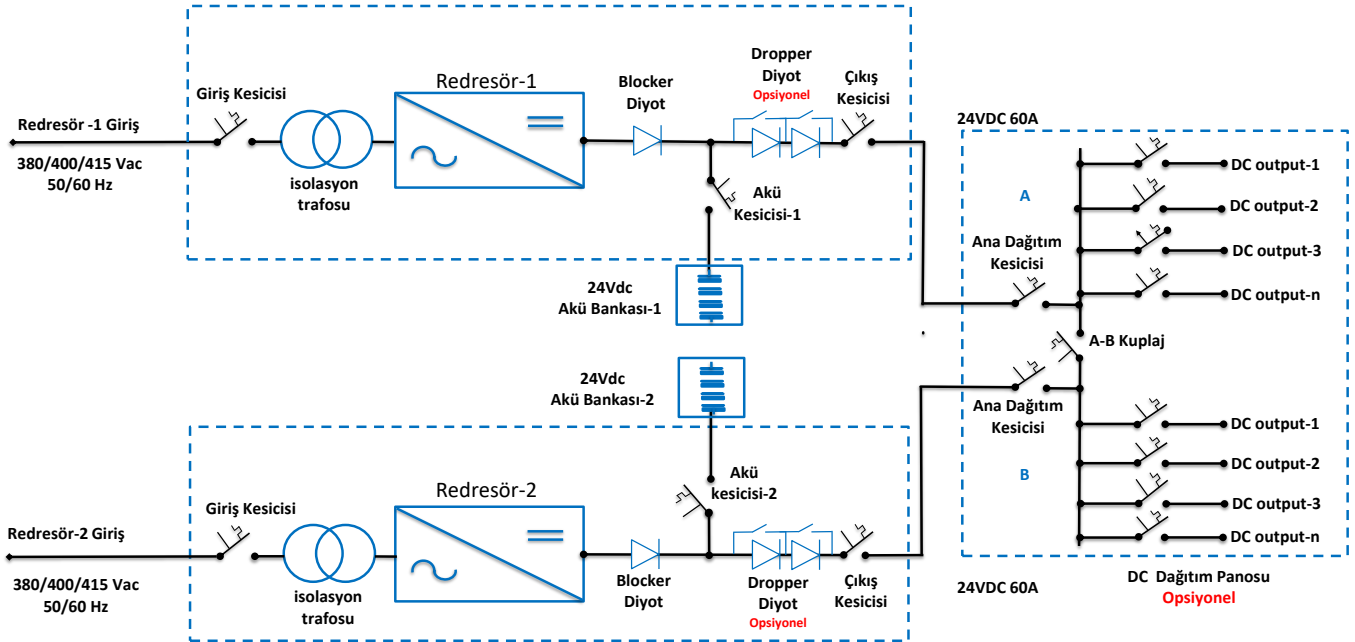 Redresör -1 Giriş
380/400/415 Vac
50/60 Hz
Giriş Kesicisi
isolasyon
trafosu
Redresör-1
Blocker
Diyot
Dropper
Diyot
Opsiyonel
Çıkış
Kesicisi
Akü
Kesicisi-1
24Vdc
Akü Bankası-1
24VDC 60A
A
Ana Dağıtım
Kesicisi
DC output-1
DC output-2
DC output-3
DC output-n
A-B Kuplaj
24Vdc
Akü Bankası-2
Akü
kesicisi-2
Redresör-2 Giriş
380/400/415 Vac
50/60 Hz
Giriş Kesicisi
isolasyon
trafosu
Redresör-2
Blocker
Diyot
Dropper
Diyot
Opsiyonel
Çıkış
Kesicisi
Ana Dağıtım
Kesicisi
B
DC output-1
DC output-2
DC output-3
DC output-n
24VDC 60A
DC Dağıtım Panosu
Opsiyonel